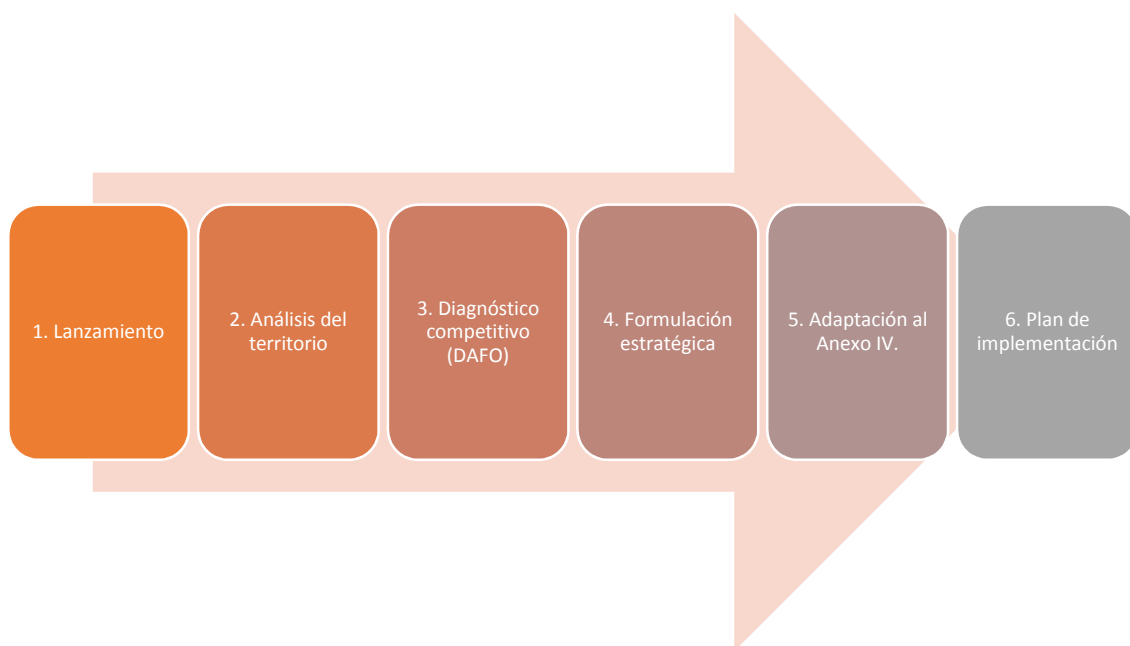 1. Lanzamiento
2. Análisis del
territorio
3. Diagnóstico
competitivo
(DAFO)
4. Formulación
estratégica
5. Adaptación al
Anexo IV.
6. Plan de
implementación